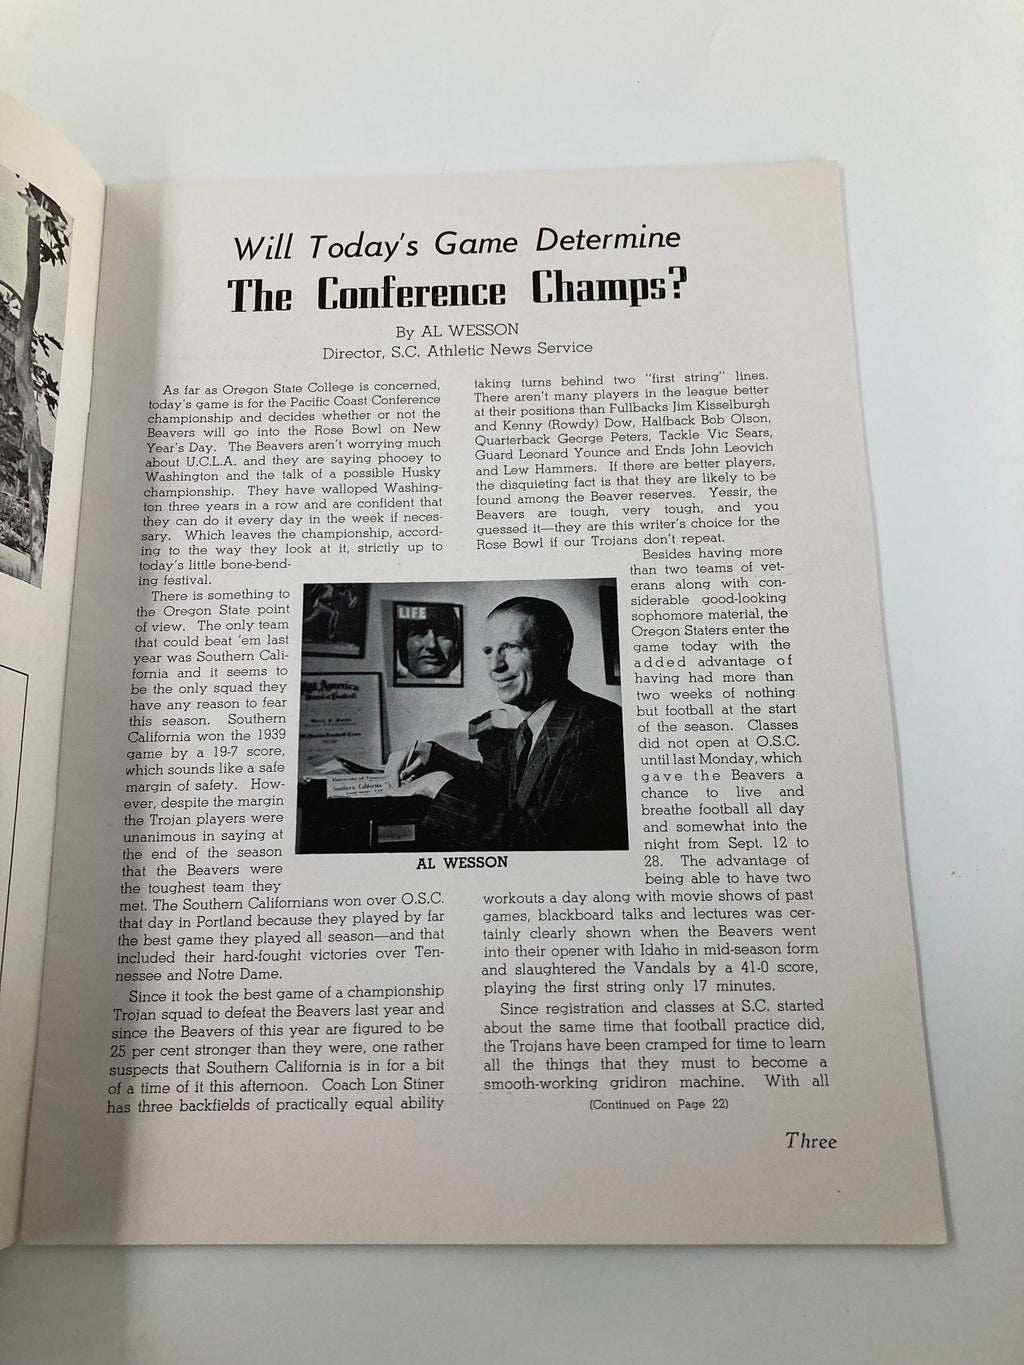 Will Today's Game Determine
The Conference Champs?
By AL WESSON
Director, S.C. Athletic News Service
As far as Oregon State College is concerned,
today's game is for the Pacific Coast Conference
championship and decides whether or not the
Beavers will go into the Rose Bowl on New
Year's Day. The Beavers aren't worrying much
about U.C.L.A. and they are saying phooey to
Washington and the talk of a possible Husky
championship. They have walloped Washing-
ton three years in a row and are confident that
they can do it every day in the week if neces-
sary. Which leaves the championship, accord-
ing to the way they look at it, strictly up to
today's little bone-bend-
ing festival.
There is something to
the Oregon State point
of view. The only team
that could beat 'em last
year was Southern Cali-
fornia and it seems to
be the only squad they
have any reason to fear
this season. Southern
California won the 1939
game by a 19-7 score,
which sounds like a safe
margin of safety. How-
ever, despite the margin
the Trojan players were
unanimous in saying at
the end of the season
that the Beavers were
the toughest team they
met. The Southern Californians won over O.S.C.
that day in Portland because they played by far
the best game they played all season—and that
included their hard-fought victories over Ten-
nessee and Notre Dame.
Since it took the best game of a championship
Trojan squad to defeat the Beavers last year and
since the Beavers of this year are figured to be
25 per cent stronger than they were, one rather
suspects that Southern California is in for a bit
of a time of it this afternoon. Coach Lon Stiner
has three backfields of practically equal ability
taking turns behind two "first string" lines.
There aren't many players in the league better
at their positions than Fullbacks Jim Kisselburgh
and Kenny (Rowdy) Dow, Halfback Bob Olson,
Quarterback George Peters, Tackle Vic Sears,
Guard Leonard Younce and Ends John Leovich
and Lew Hammers. If there are better players,
the disquieting fact is that they are likely to be
found among the Beaver reserves. Yessir, the
Beavers are tough, very tough, and you
guessed it—they are this writer's choice for the
Rose Bowl if our Trojans don't repeat.
Besides having more
than two teams of vet-
erans along with con-
siderable good-looking
sophomore material, the
Oregon Staters enter the
game today with the
added advantage of
having had more than
two weeks of nothing
but football at the start
of the season. Classes
did not open at O.S.C.
until last Monday, which
gave the Beavers a
chance to live and
breathe football all day
and somewhat into the
night from Sept. 12 to
28. The advantage of
being able to have two
workouts a day along with movie shows of past
games, blackboard talks and lectures was cer-
tainly clearly shown when the Beavers went
into their opener with Idaho in mid-season form
and slaughtered the Vandals by a 41-0 score,
playing the first string only 17 minutes.
Since registration and classes at S.C. started
about the same time that football practice did,
the Trojans have been cramped for time to learn
all the things that they must to become a
smooth-working gridiron machine. With all
(Continued on Page 22)
LIFE
All America
Southern California
AL WESSON
Three